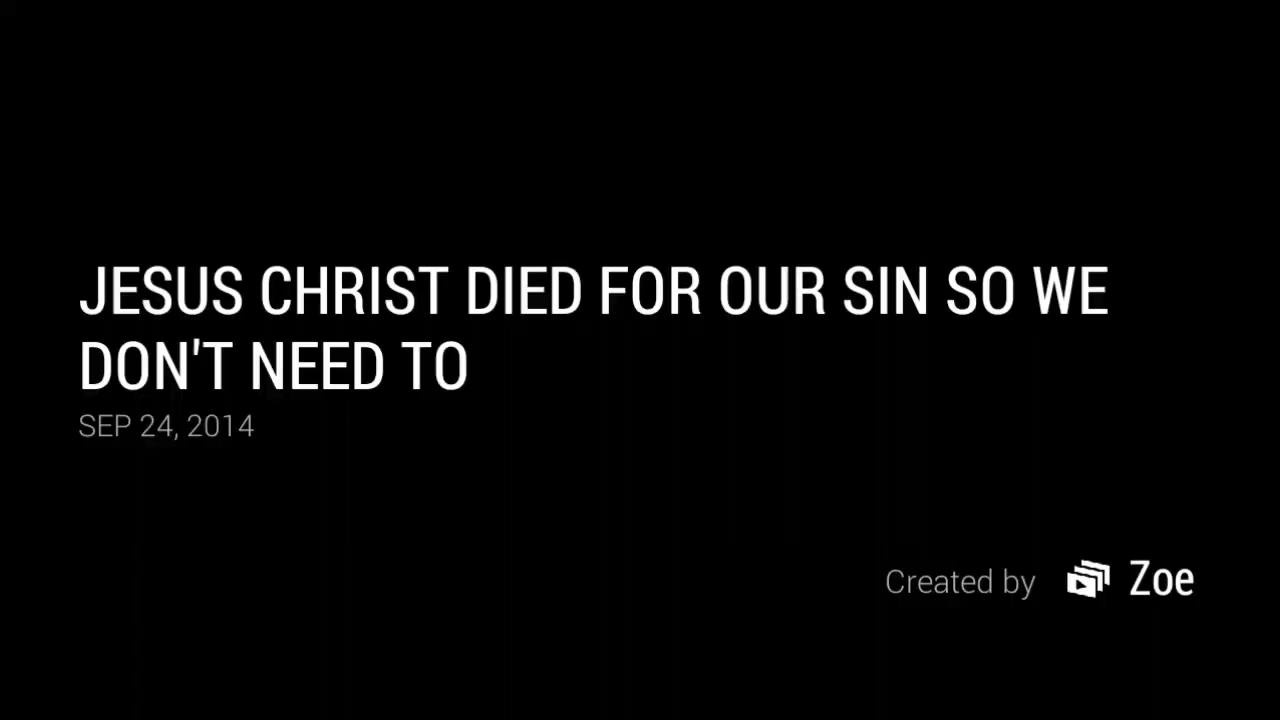 JESUS CHRIST DIED FOR OUR SIN SO WE
DON'T NEED TO
SEP 24, 2014
Created by Zoe